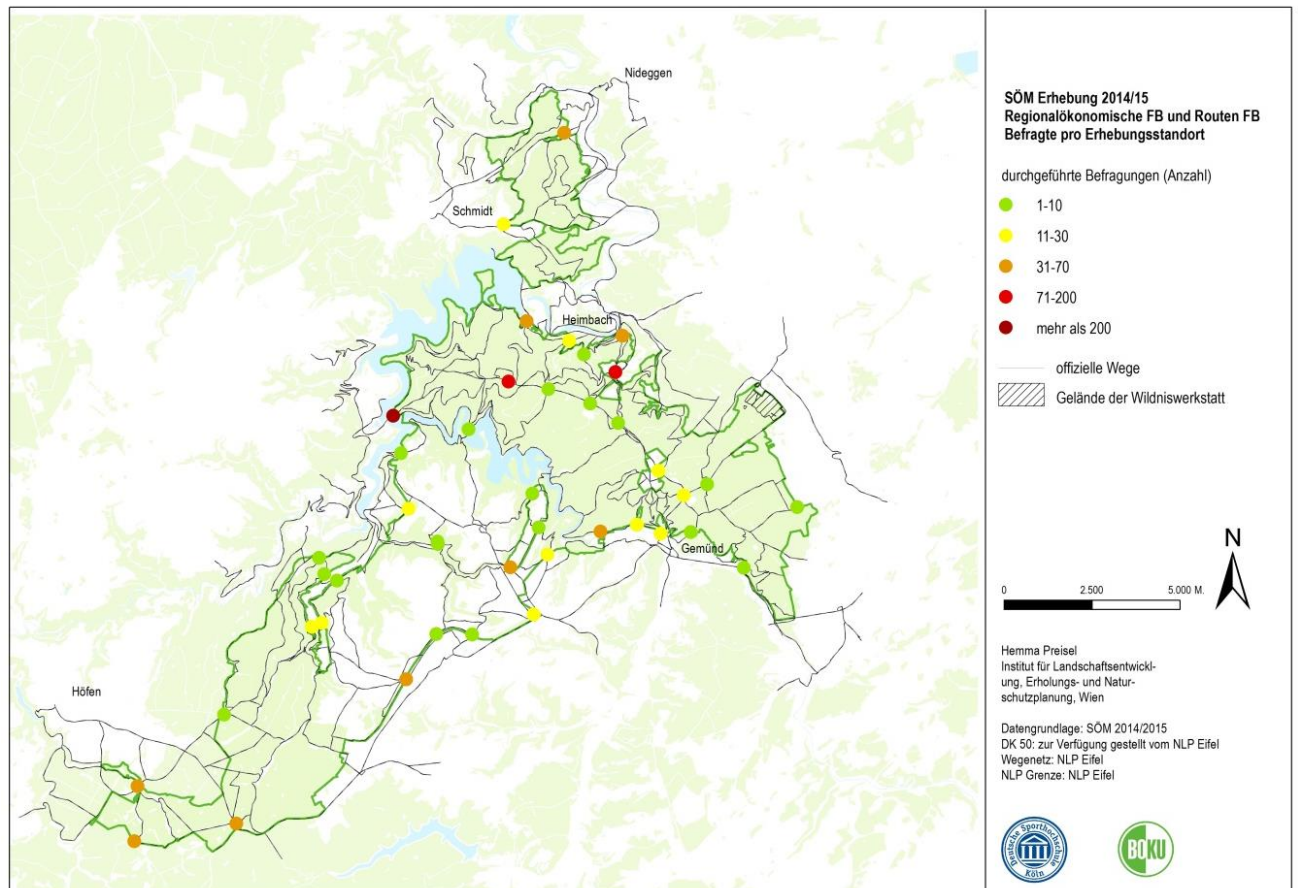 Nideggen
Schmidt
Heimbach
Gemünd
Höfen
SÖM Erhebung 2014/15
Regionalökonomische FB und Routen FB
Befragte pro Erhebungsstandort
durchgeführte Befragungen (Anzahl)
1-10
11-30
31-70
71-200
mehr als 200
offizielle Wege
Gelände der Wildniswerkstatt
N
0 2.500 5.000 M.
Hemma Preisel
Institut für Landschaftsentwickl-
ung, Erholungs- und Natur-
schutzplanung, Wien
Datengrundlage: SÖM 2014/2015
DK 50: zur Verfügung gestellt vom NLP Eifel
Wegenetz: NLP Eifel
NLP Grenze: NLP Eifel
Deutsche Sporthochschule
Köln
BOKU